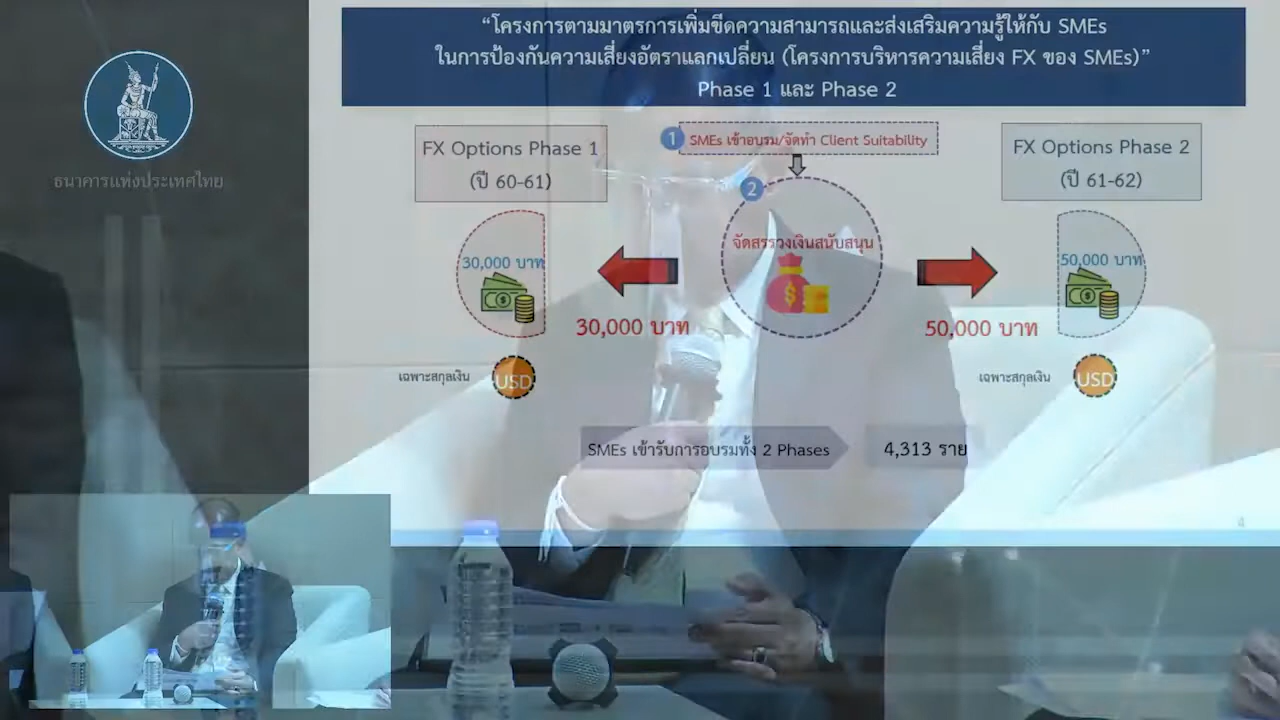 “โครงการตามมาตรการเพิ่มขีดความสามารถและส่งเสริมความรู้ให้กับ SMEs
ในการป้องกันความเสี่ยงอัตราแลกเปลี่ยน (โครงการบริหารความเสี่ยง FX ของ SMEs)”
Phase 1 และ Phase 2
ธนาคารแห่งประเทศไทย
FX Options Phase 1
(ปี 60-61)
1 SMEs เข้าอบรม/จัดทำ Client Suitability
FX Options Phase 2
(ปี 61-62)
2
จัดสรรวงเงินสนับสนุน
30,000 บาท
50,000 บาท
30,000 บาท
50,000 บาท
เฉพาะสกุลเงิน USD
เฉพาะสกุลเงิน USD
SMEs เข้ารับการอบรมทั้ง 2 Phases 4,313 ราย
4